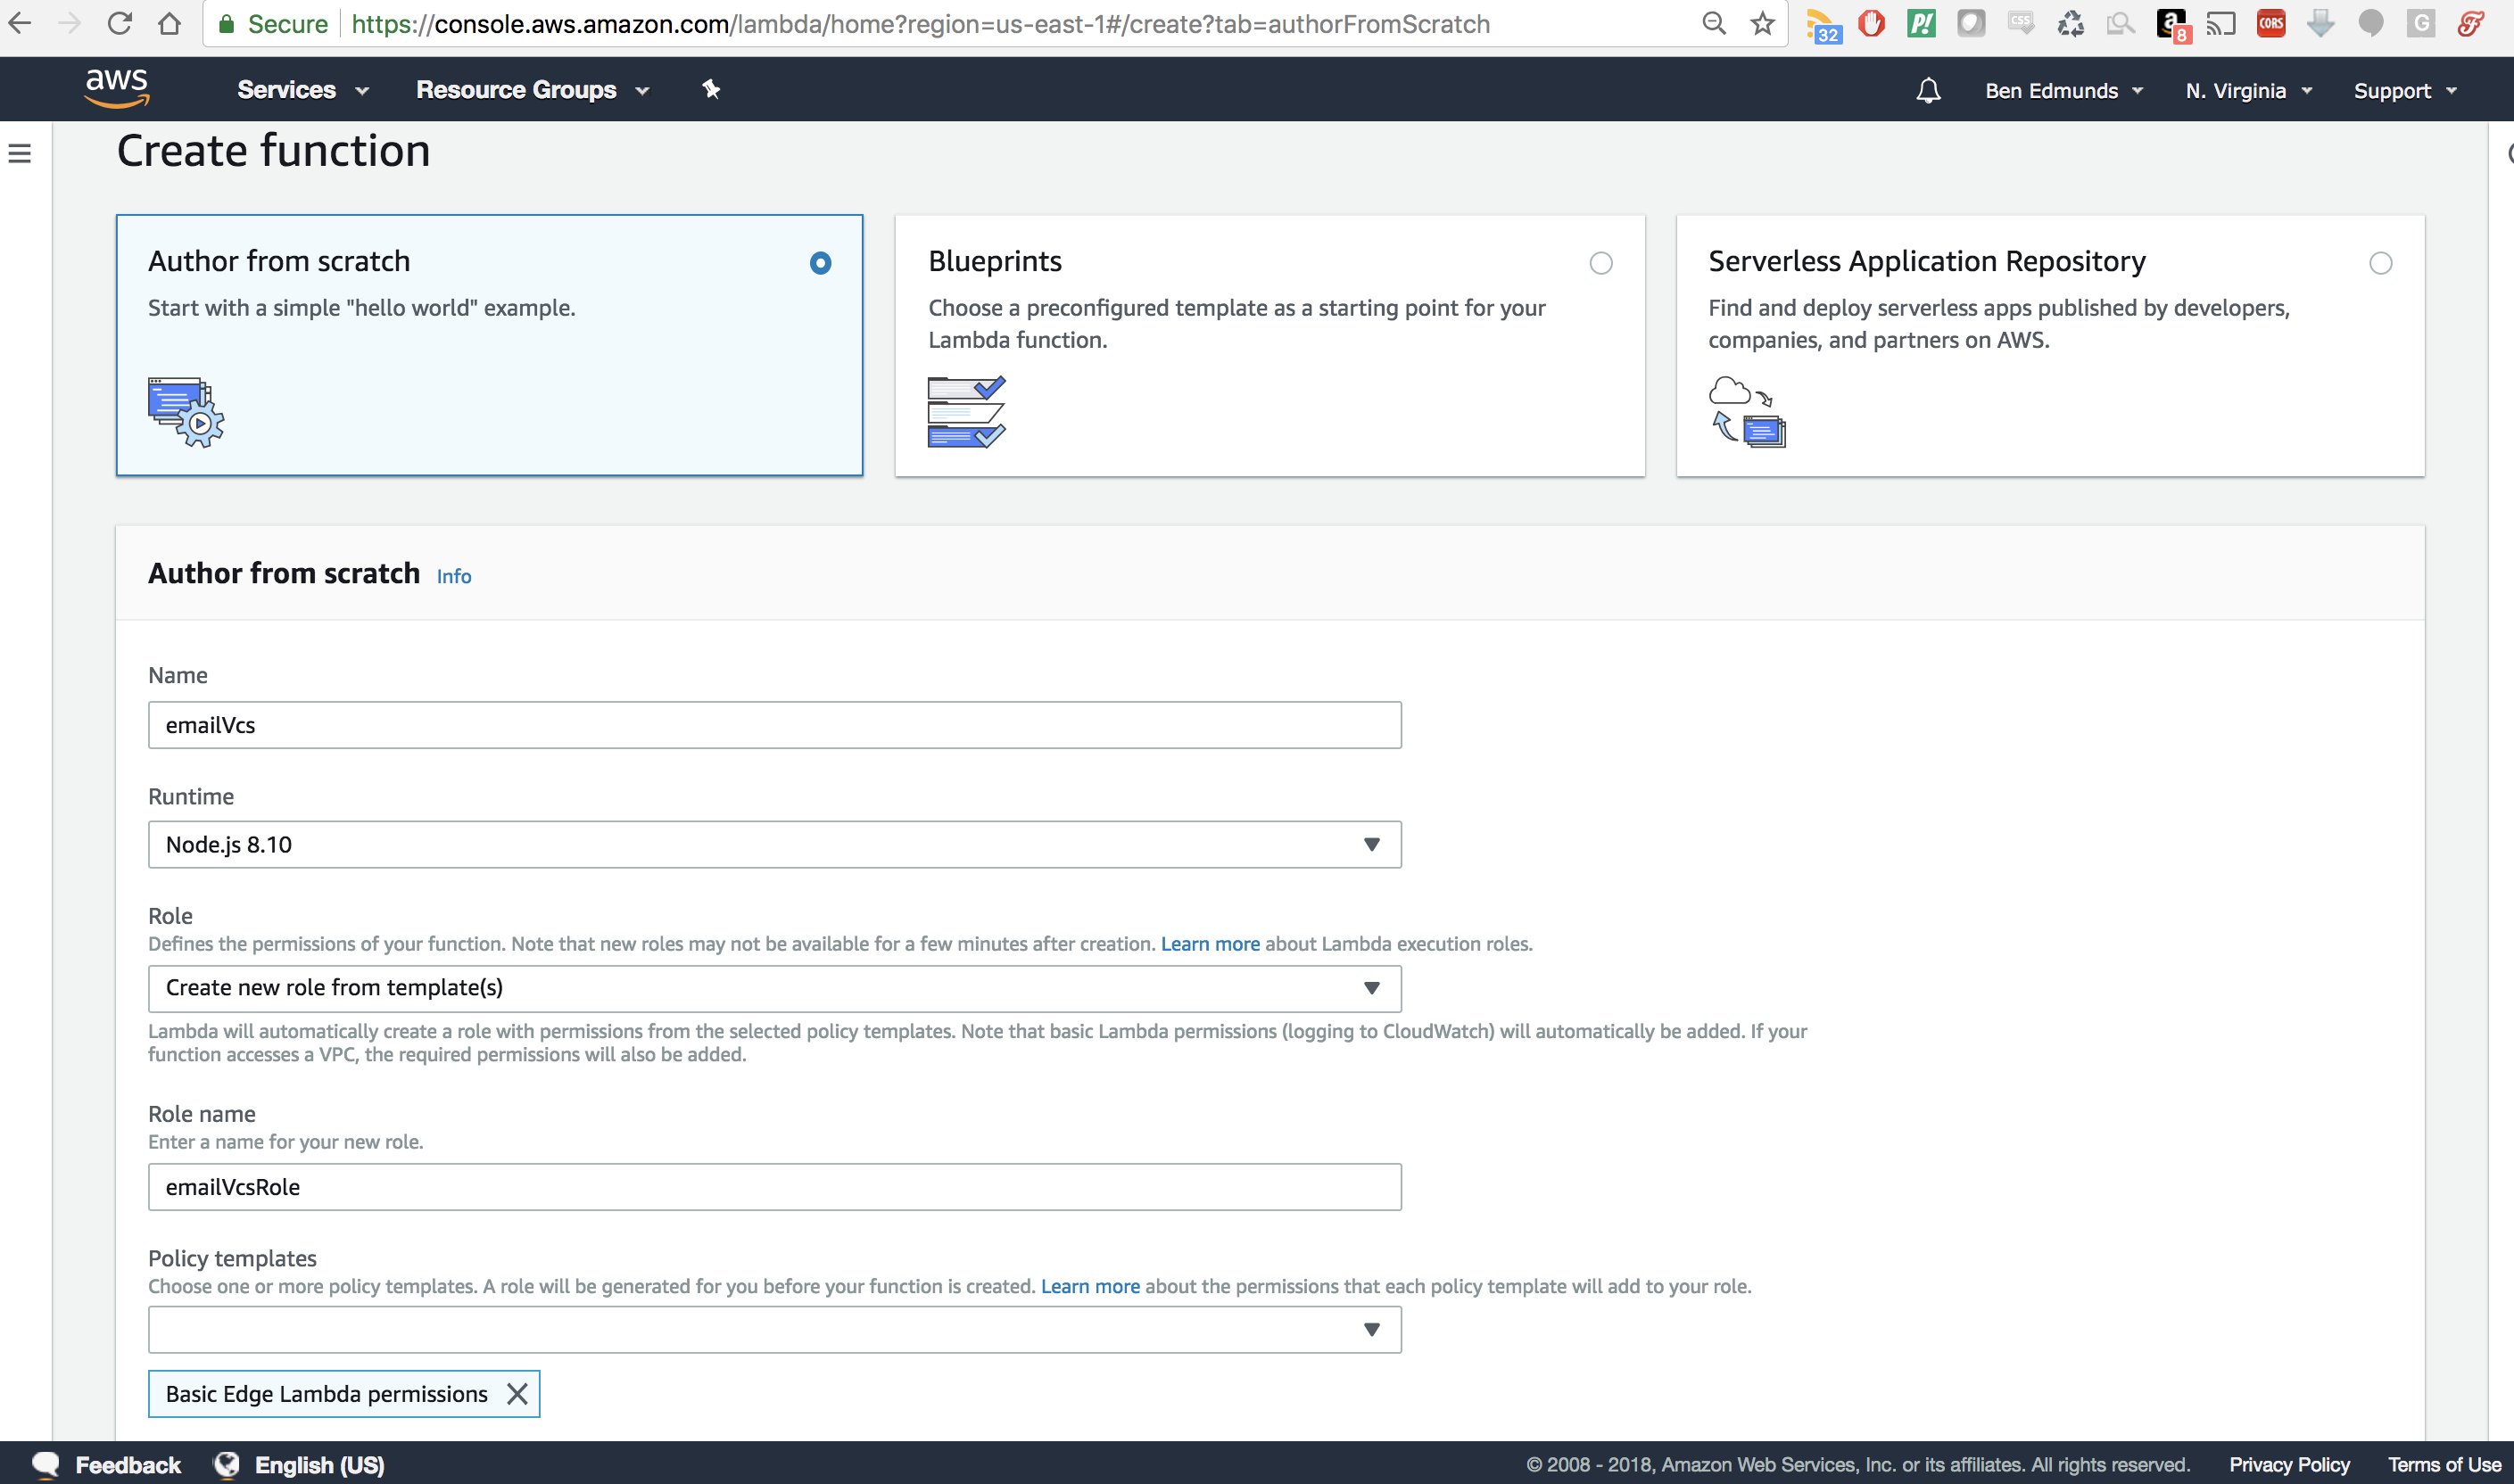 Secure https://console.aws.amazon.com/lambda/home?region=us-east-1#/create?tab=authorFromScratch 32 P! CSS a 8 CORS G F
aws Services Resource Groups Ben Edmunds N. Virginia Support
Create function
Author from scratch
Start with a simple "hello world" example.
Blueprints
Choose a preconfigured template as a starting point for your
Lambda function.
Serverless Application Repository
Find and deploy serverless apps published by developers,
companies, and partners on AWS.
Author from scratch Info
Name
emailVcs
Runtime
Node.js 8.10
Role
Defines the permissions of your function. Note that new roles may not be available for a few minutes after creation. Learn more about Lambda execution roles.
Create new role from template(s)
Lambda will automatically create a role with permissions from the selected policy templates. Note that basic Lambda permissions (logging to CloudWatch) will automatically be added. If your
function accesses a VPC, the required permissions will also be added.
Role name
Enter a name for your new role.
emailVcsRole
Policy templates
Choose one or more policy templates. A role will be generated for you before your function is created. Learn more about the permissions that each policy template will add to your role.
Basic Edge Lambda permissions
Feedback English (US) © 2008 - 2018, Amazon Web Services, Inc. or its affiliates. All rights reserved. Privacy Policy Terms of Use